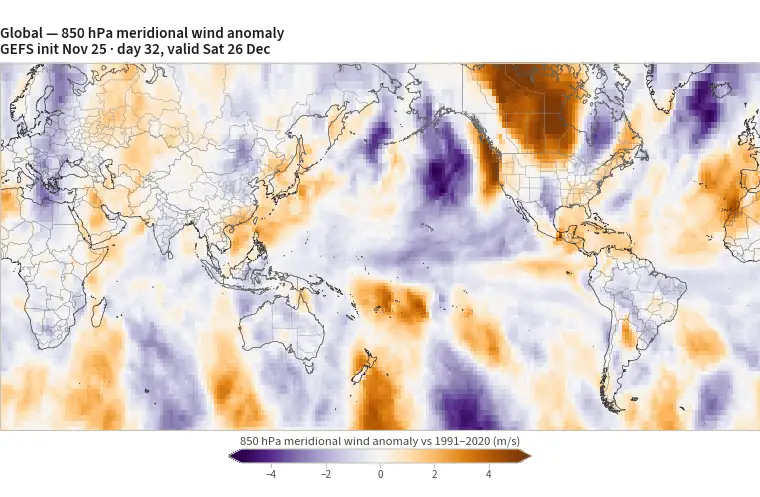 Global — 850 hPa meridional wind anomaly
GEFS init Nov 25 · day 32, valid Sat 26 Dec
850 hPa meridional wind anomaly vs 1991–2020 (m/s)
−4 −2 0 2 4